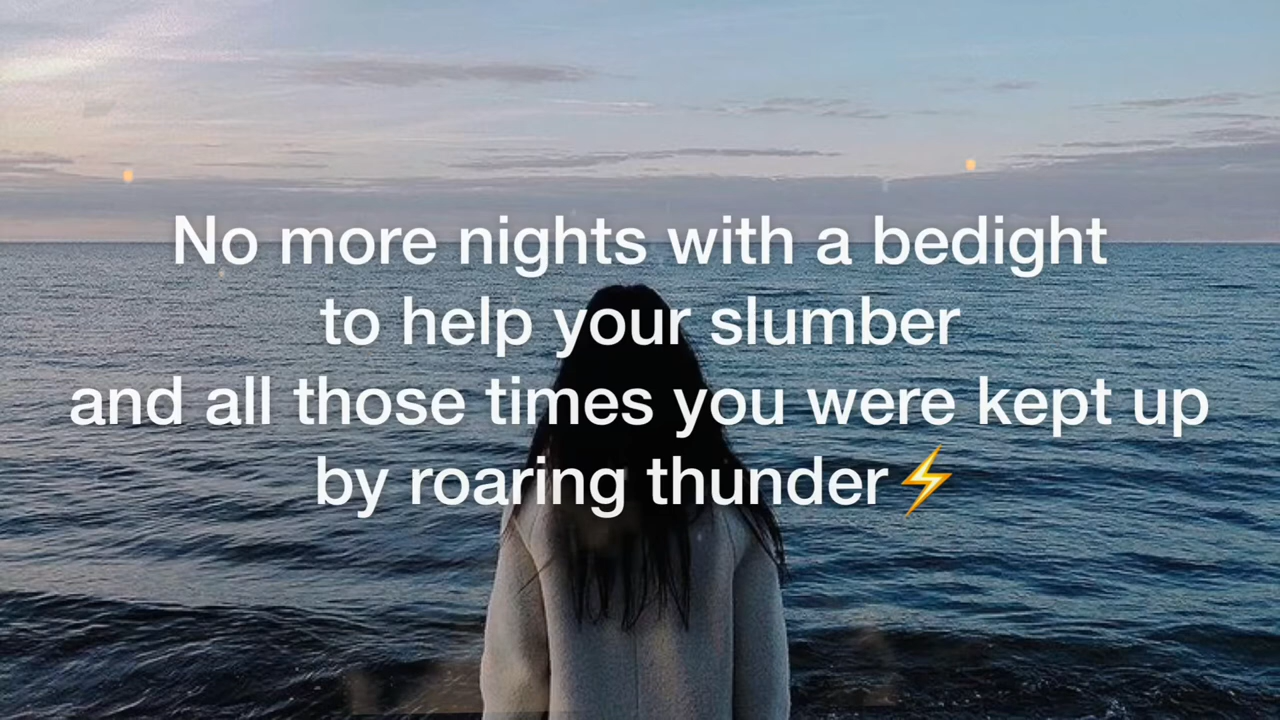 No more nights with a bedight
to help your slumber
and all those times you were kept up
by roaring thunder⚡